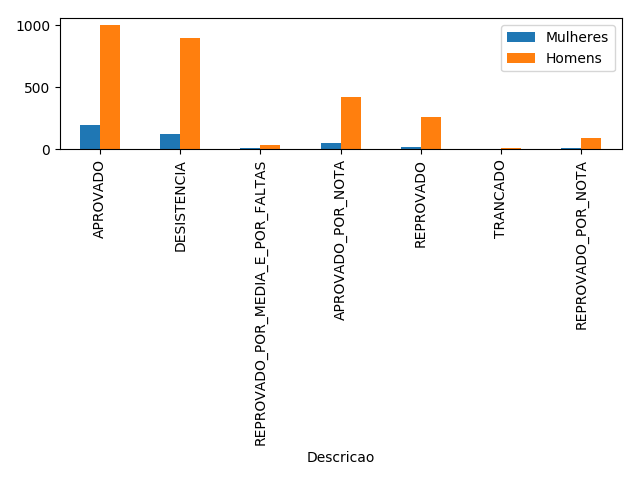 1000
500
0
Mulheres
Homens
APROVADO
DESISTENCIA
REPROVADO_POR_MEDIA_E_POR_FALTAS
APROVADO_POR_NOTA
REPROVADO
TRANCADO
REPROVADO_POR_NOTA
Descricao